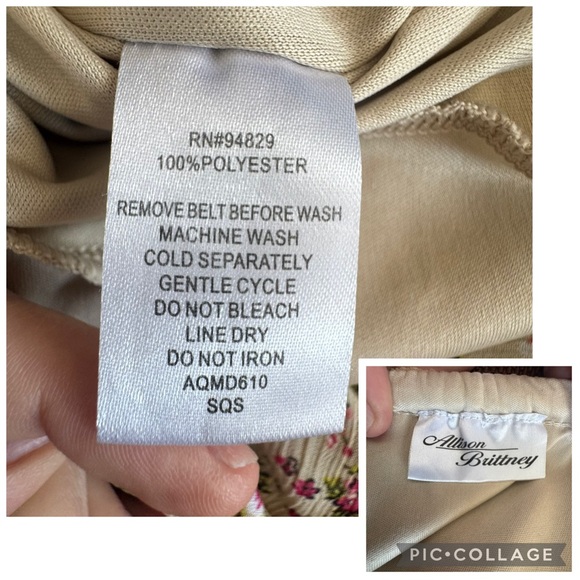 RN#94829
100%POLYESTER
REMOVE BELT BEFORE WASH
MACHINE WASH
COLD SEPARATELY
GENTLE CYCLE
DO NOT BLEACH
LINE DRY
DO NOT IRON
AQMD610
SQS
Allison
Brittney
PIC•COLLAGE